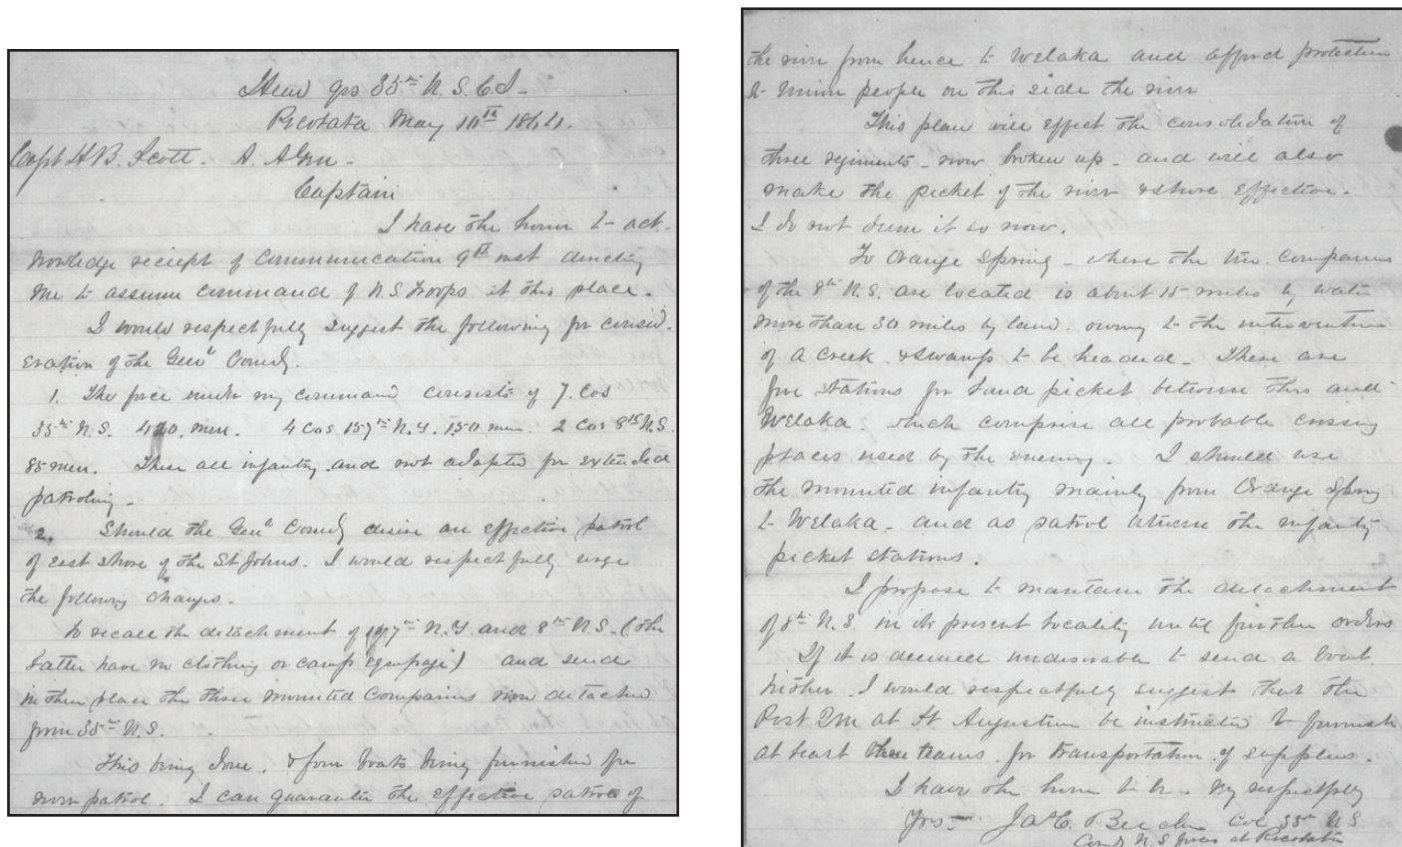 Head qrs 35th U. S. C. I.
Picolata May 10th 1864.
Capt H B. Scott. A. A Gnl.
Captain
I have the honor to ack-
nowledge reciept of Communication 9th inst directing
me to assume command of U.S. troops at this place.
I would respectfully suggest the following for consid-
eration of the Genl Comdg.
1. The force under my command consists of 7. Cos
35th U.S. 420 men. 4 Cos 157th N.Y. 150 men. 2 Cos 8th U.S.
85 men. These all infantry and not adapted for extended
patroling.
2. Should the Genl Comdg desire an effective patrol
of east shore of the St Johns. I would respectfully urge
the following changes.
To recall the detachment of 157th N.Y. and 8th U.S. (the
latter have no clothing or camp equipage) and send
in their place the three mounted Companies now detached
from 35th U.S.
This being done. & four boats being furnished for
river patrol. I can guarantee the effective patrol of
the river from hence to Welaka and afford protection
to Union people on this side the river
This plan will effect the consolidation of
three regiments - now broken up - and will also
make the picket of the river & shore effective.
I do not deem it so now.
To Orange Spring - where the two companies
of the 8th U.S. are located is about 15 miles by water
more than 30 miles by land. owing to the intervention
of a creek & swamp to be headed - There are
five stations for land picket between this and
Welaka which comprise all probable crossing
places used by the enemy. I should use
the mounted infantry mainly from Orange Spring
to Welaka - and as patrol between the infantry
picket stations.
I propose to maintain the detachment
of 8th U.S. in its present locality until further orders
If it is deemed undesirable to send a boat
hither. I would respectfully suggest that the
Post QM at St Augustine be instructed to furnish
at least three teams for transportation of supplies.
I have the honor to be. Vy respectfully
Yrs - Jas C. Beecher Col 35th U S
Comdg U S forces at Picolata